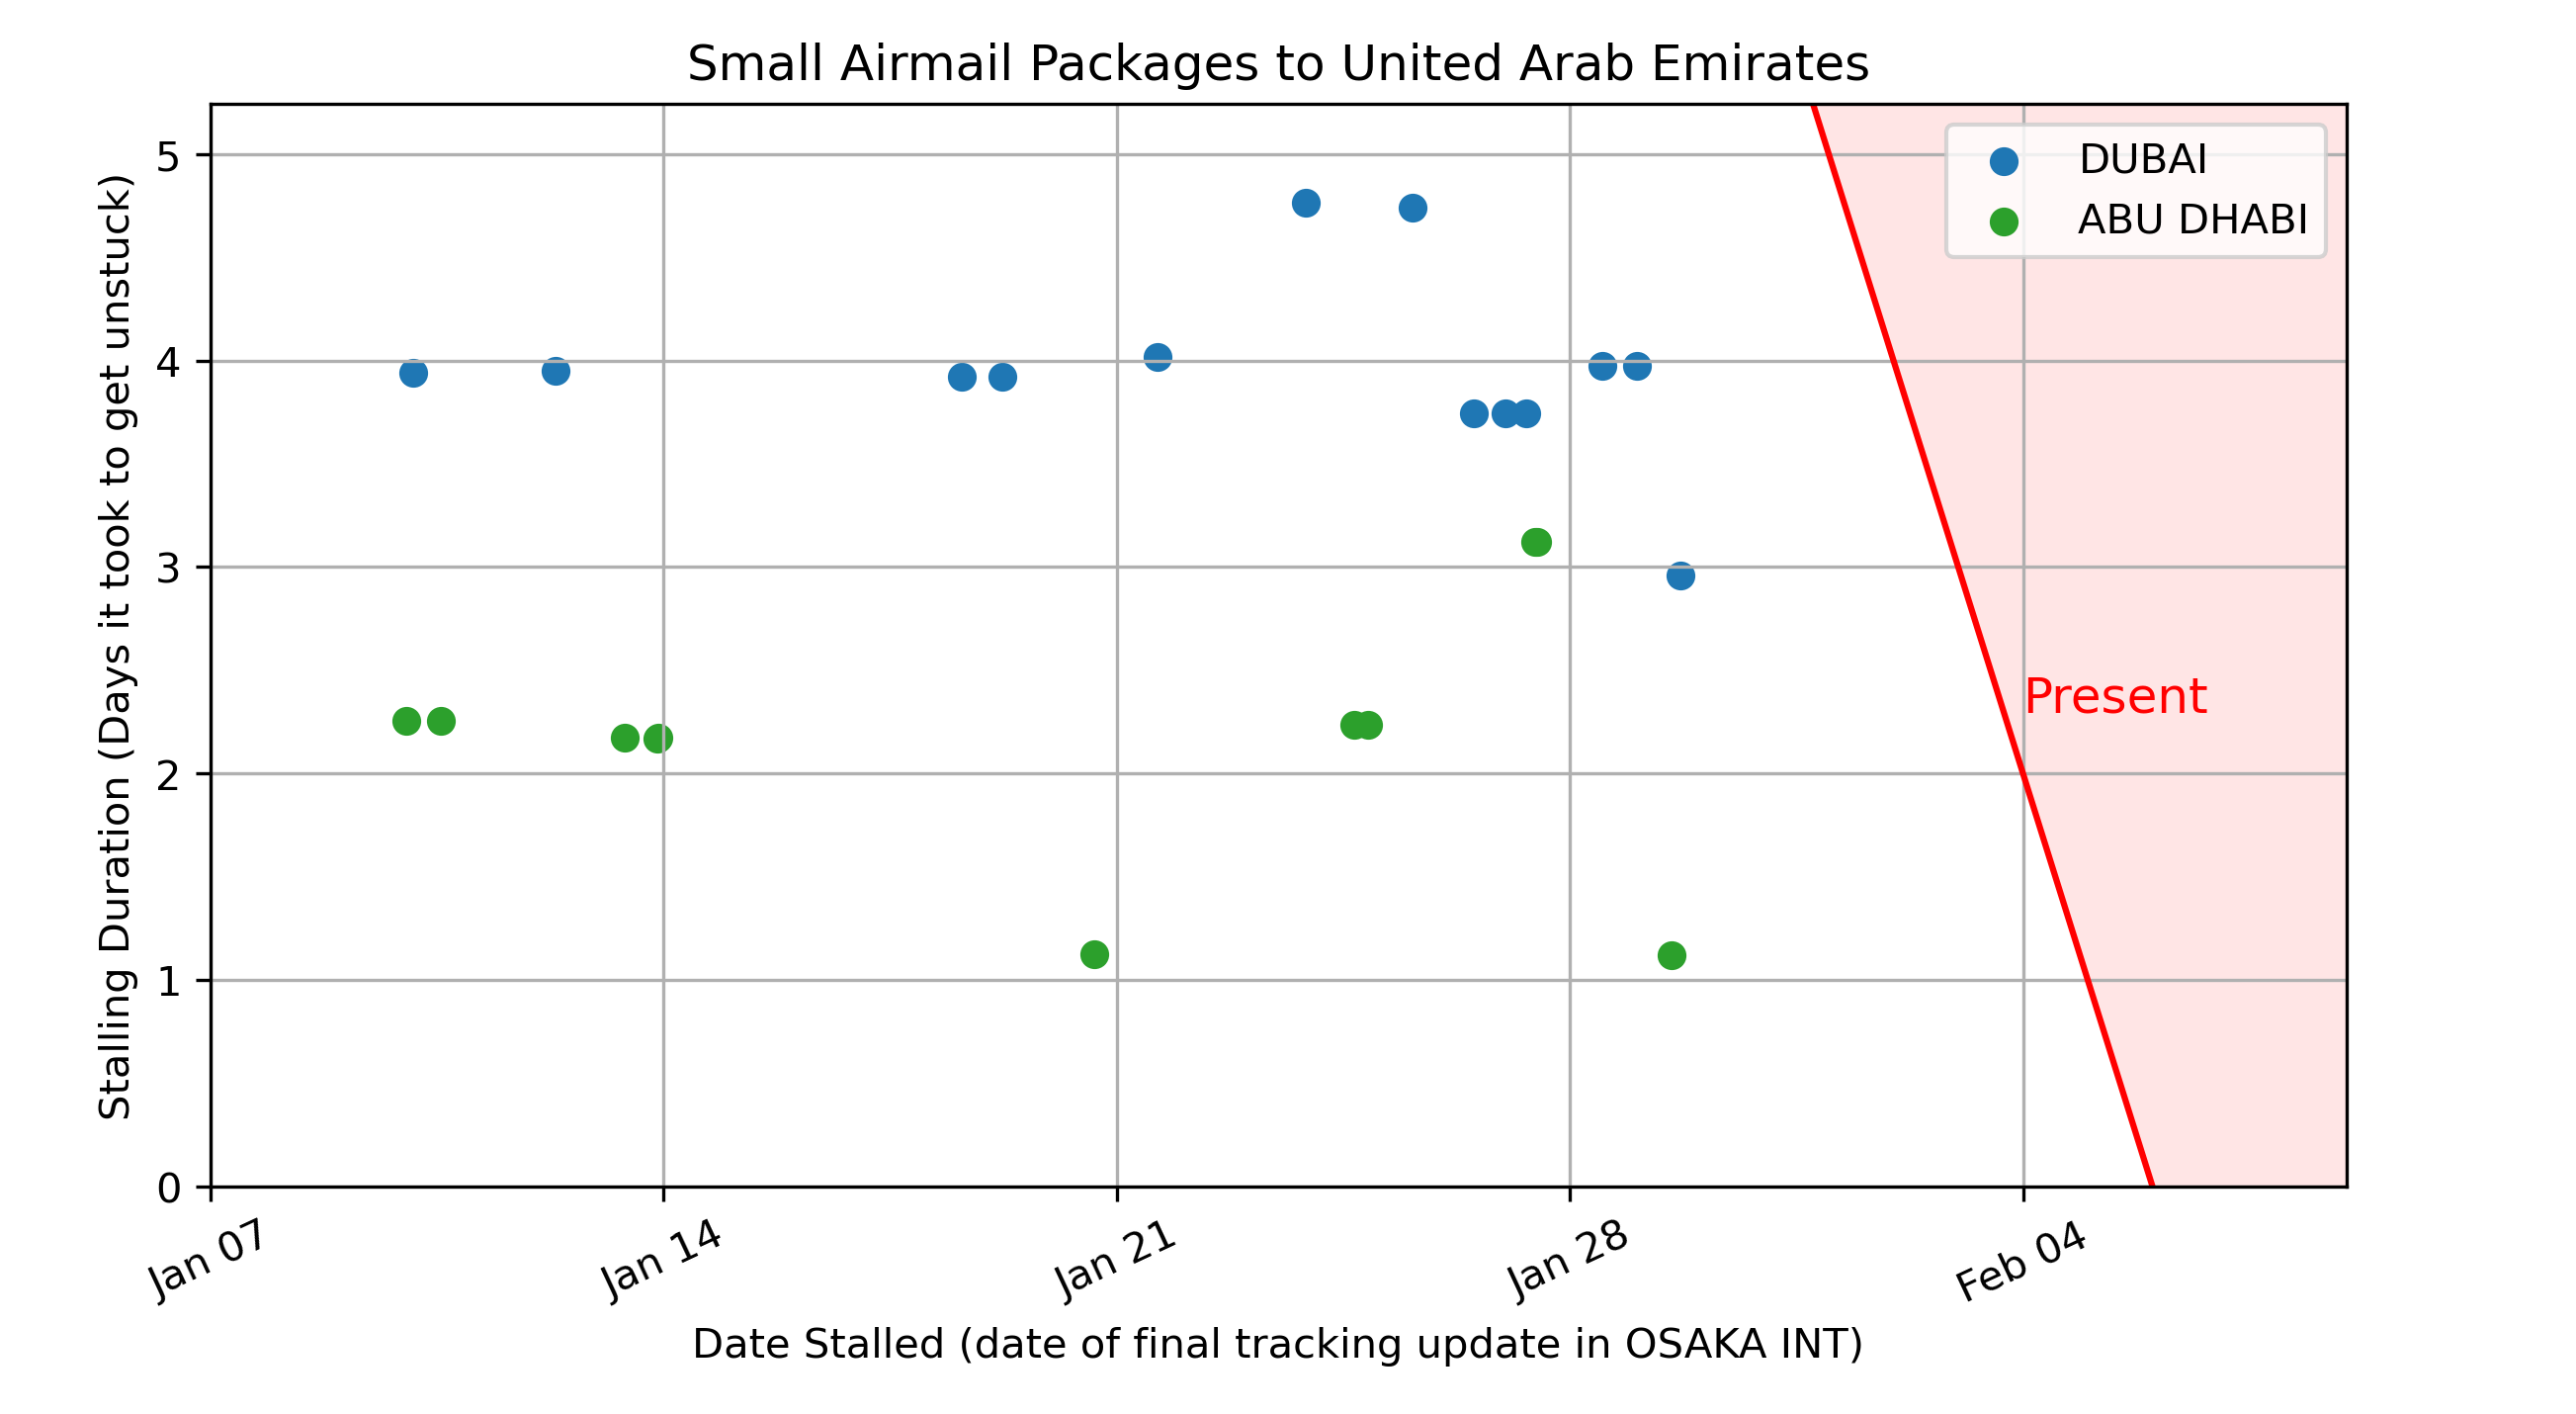 Small Airmail Packages to United Arab Emirates
Stalling Duration (Days it took to get unstuck)
5
4
3
2
1
0
DUBAI
ABU DHABI
Present
Jan 07
Jan 14
Jan 21
Jan 28
Feb 04
Date Stalled (date of final tracking update in OSAKA INT)